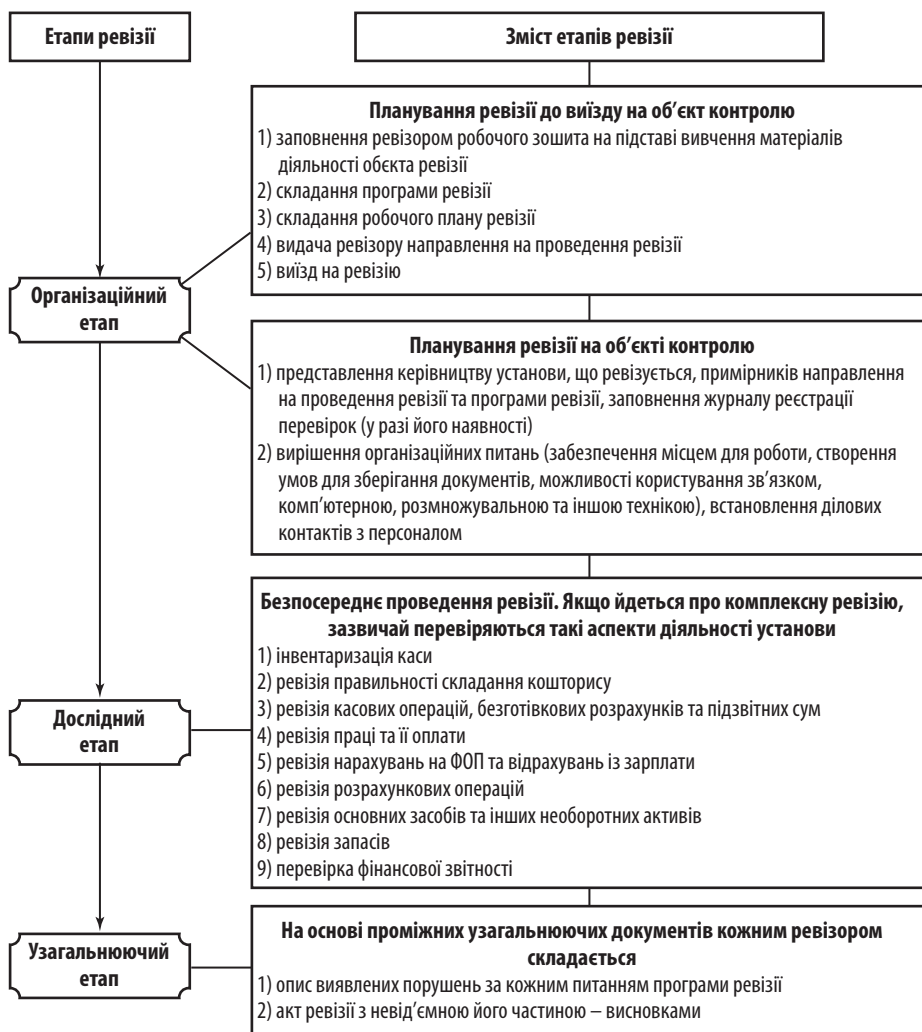 Етапи ревізії
Зміст етапів ревізії
Планування ревізії до виїзду на об’єкт контролю
1) заповнення ревізором робочого зошита на підставі вивчення матеріалів
діяльності обєкта ревізії
2) складання програми ревізії
3) складання робочого плану ревізії
4) видача ревізору направлення на проведення ревізії
5) виїзд на ревізію
Організаційний
етап
Планування ревізії на об’єкті контролю
1) представлення керівництву установи, що ревізується, примірників направлення
на проведення ревізії та програми ревізії, заповнення журналу реєстрації
перевірок (у разі його наявності)
2) вирішення організаційних питань (забезпечення місцем для роботи, створення
умов для зберігання документів, можливості користування зв’язком,
комп’ютерною, розмножувальною та іншою технікою), встановлення ділових
контактів з персоналом
Безпосереднє проведення ревізії. Якщо йдеться про комплексну ревізію,
зазвичай перевіряються такі аспекти діяльності установи
1) інвентаризація каси
2) ревізія правильності складання кошторису
3) ревізія касових операцій, безготівкових розрахунків та підзвітних сум
4) ревізія праці та її оплати
5) ревізія нарахувань на ФОП та відрахувань із зарплати
6) ревізія розрахункових операцій
7) ревізія основних засобів та інших необоротних активів
8) ревізія запасів
9) перевірка фінансової звітності
Дослідний
етап
Узагальнюючий
етап
На основі проміжних узагальнюючих документів кожним ревізором
складається
1) опис виявлених порушень за кожним питанням програми ревізії
2) акт ревізії з невід’ємною його частиною – висновками